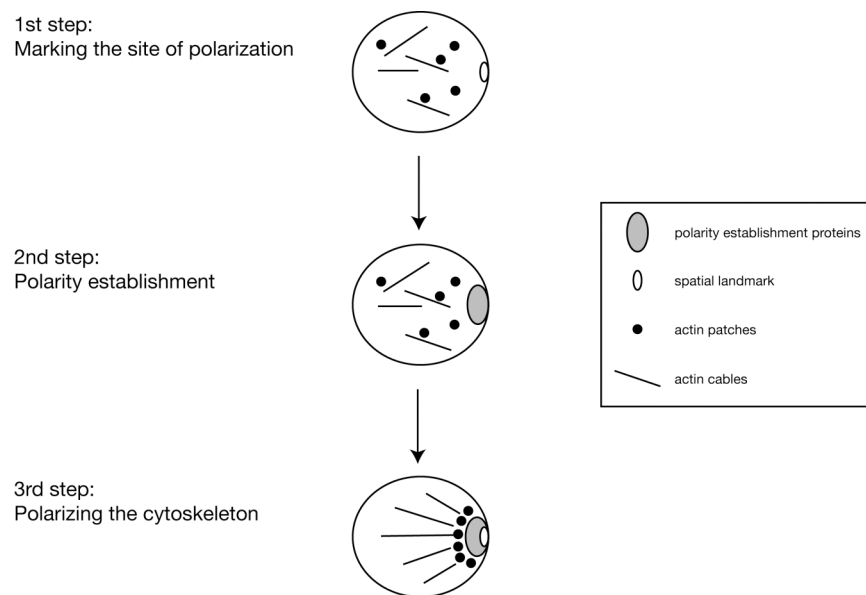 1st step:
Marking the site of polarization
2nd step:
Polarity establishment
polarity establishment proteins
spatial landmark
actin patches
actin cables
3rd step:
Polarizing the cytoskeleton